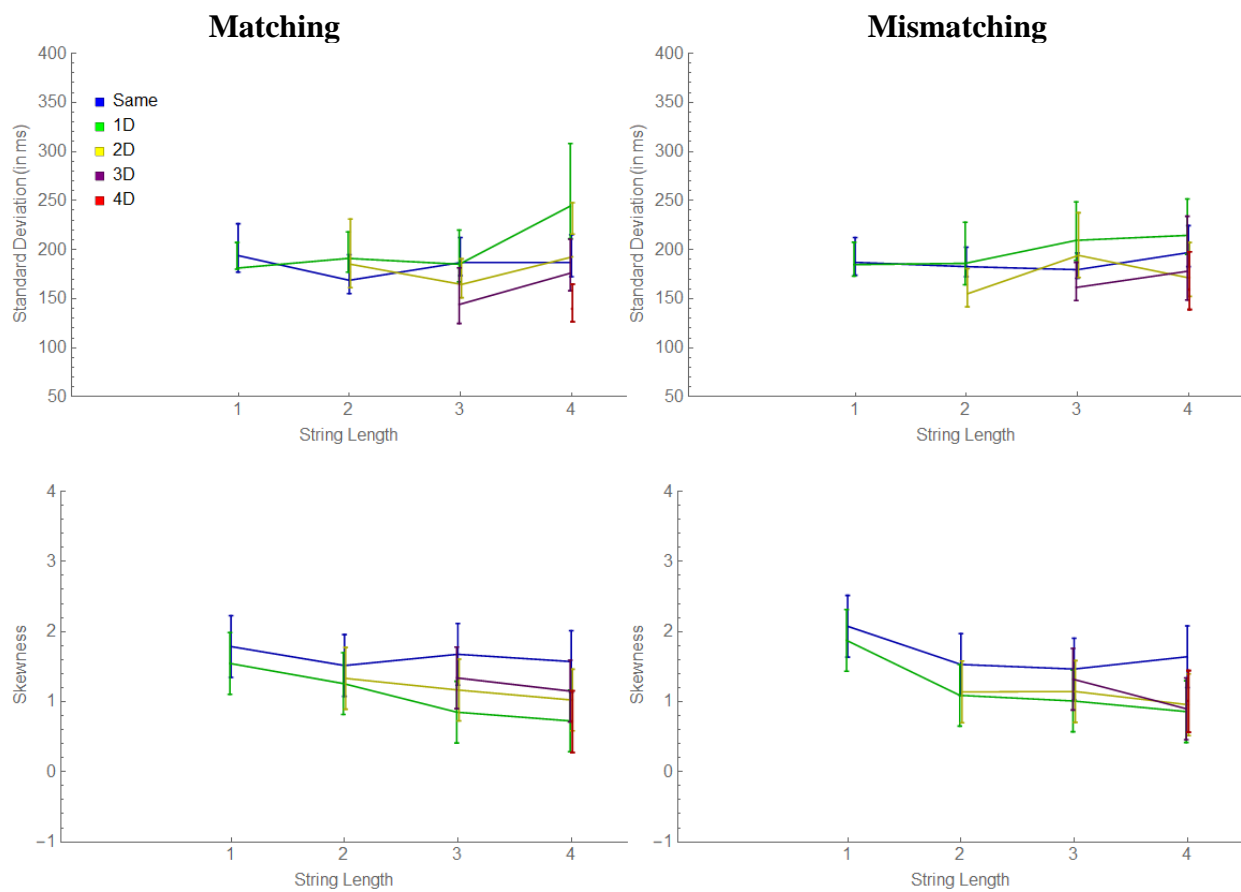 Matching
Mismatching
400
350
300
250
200
150
100
50
Standard Deviation (in ms)
Same
1D
2D
3D
4D
1 2 3 4
String Length
400
350
300
250
200
150
100
50
Standard Deviation (in ms)
1 2 3 4
String Length
4
3
2
1
0
−1
Skewness
1 2 3 4
String Length
4
3
2
1
0
−1
Skewness
1 2 3 4
String Length